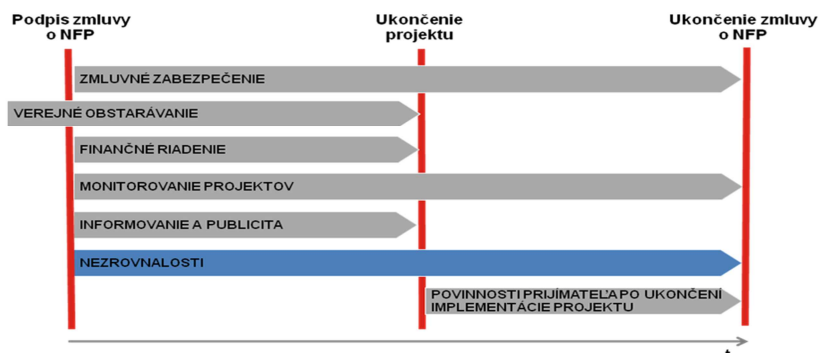 Podpis zmluvy
o NFP
Ukončenie
projektu
Ukončenie zmluvy
o NFP
ZMLUVNÉ ZABEZPEČENIE
VEREJNÉ OBSTARÁVANIE
FINANČNÉ RIADENIE
MONITOROVANIE PROJEKTOV
INFORMOVANIE A PUBLICITA
NEZROVNALOSTI
POVINNOSTI PRIJÍMATEĽA PO UKONČENÍ
IMPLEMENTÁCIE PROJEKTU